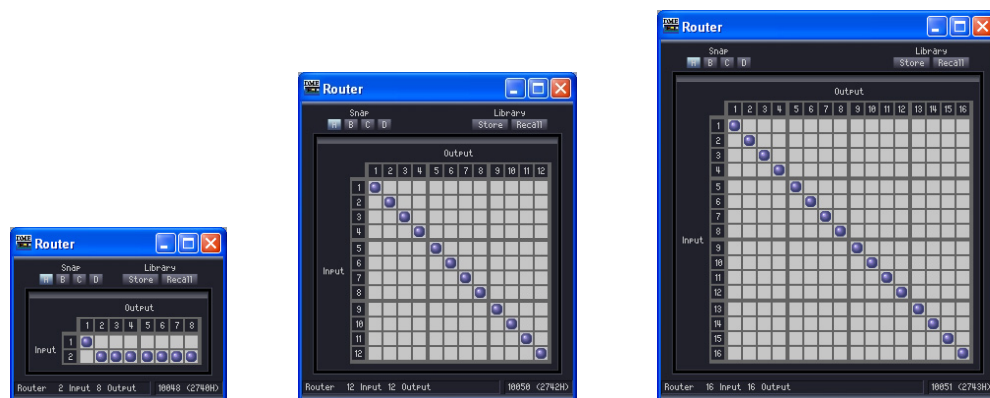 DME Router
Snap Library
A B C D Store Recall
Output
1 2 3 4 5 6 7 8
Input
1
2
Router 2 Input 8 Output 10048 (2740H)
DME Router
Snap Library
A B C D Store Recall
Output
1 2 3 4 5 6 7 8 9 10 11 12
1
2
3
4
5
6
Input
7
8
9
10
11
12
Router 12 Input 12 Output 10050 (2742H)
DME Router
Snap Library
A B C D Store Recall
Output
1 2 3 4 5 6 7 8 9 10 11 12 13 14 15 16
1
2
3
4
5
6
7
8
Input
9
10
11
12
13
14
15
16
Router 16 Input 16 Output 10051 (2743H)